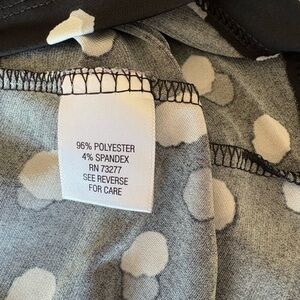 96% POLYESTER
4% SPANDEX
RN 73277
SEE REVERSE
FOR CARE